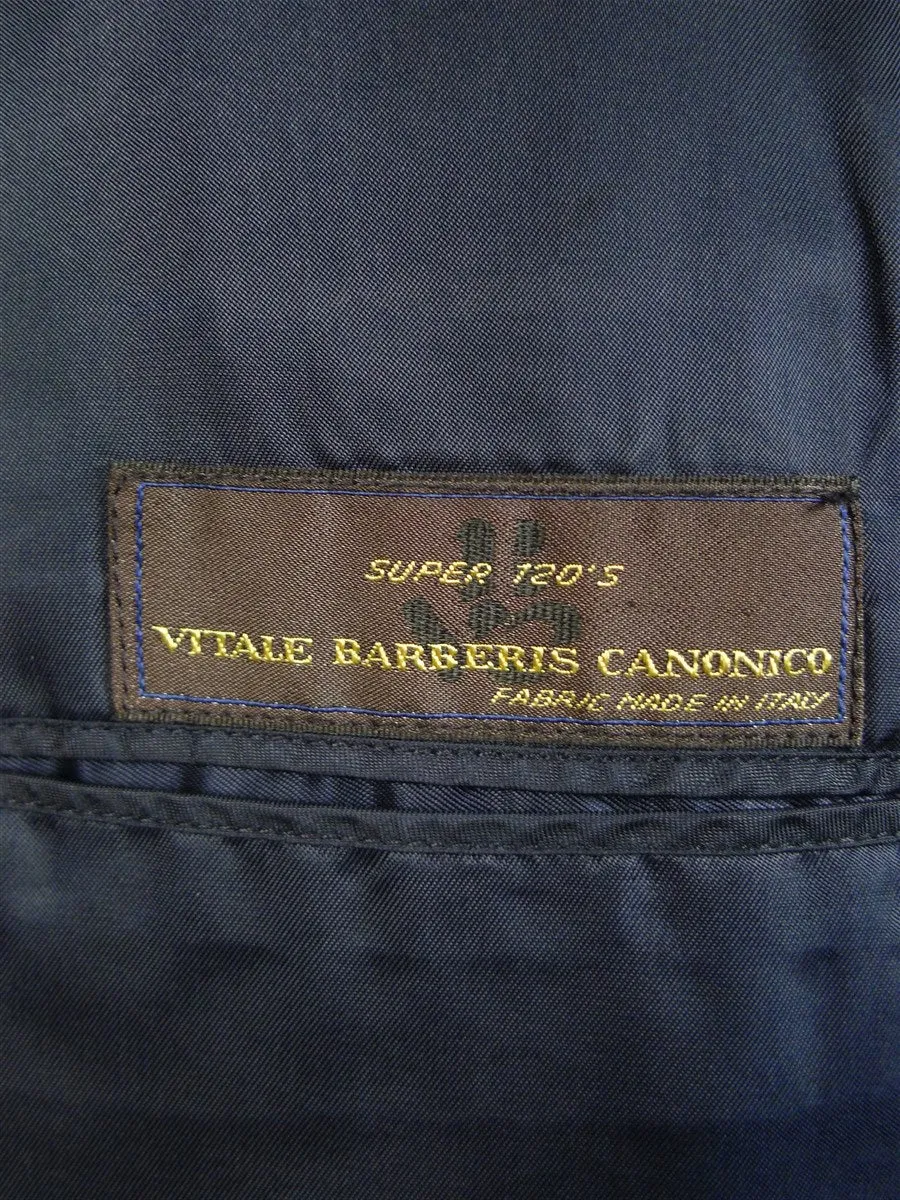 SUPER 120'S
VITALE BARBERIS CANONICO
FABRIC MADE IN ITALY